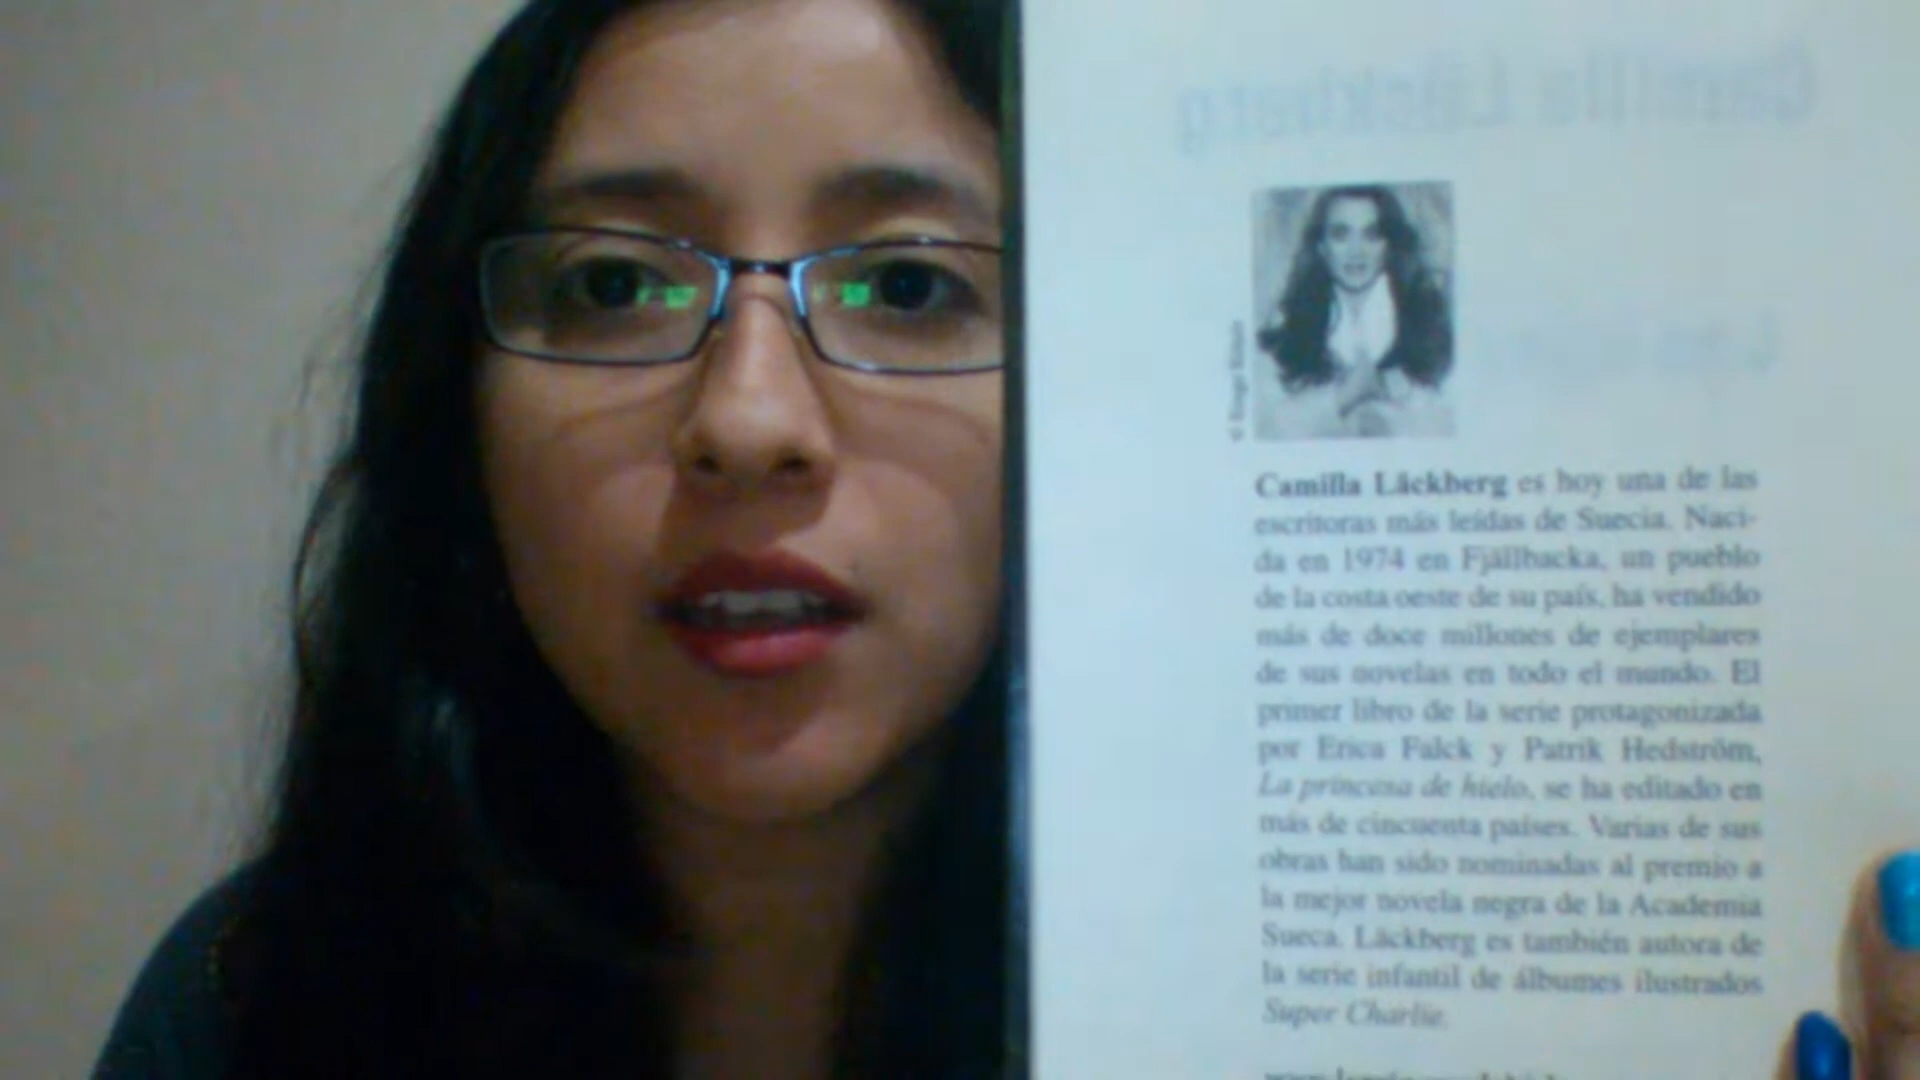 Camilla Läckberg
Camilla Läckberg es hoy una de las
escritoras más leídas de Suecia. Naci-
da en 1974 en Fjällbacka, un pueblo
de la costa oeste de su país, ha vendido
más de doce millones de ejemplares
de sus novelas en todo el mundo. El
primer libro de la serie protagonizada
por Erica Falck y Patrik Hedström,
La princesa de hielo, se ha editado en
más de cincuenta países. Varias de sus
obras han sido nominadas al premio a
la mejor novela negra de la Academia
Sueca. Läckberg es también autora de
la serie infantil de álbumes ilustrados
Super Charlie.